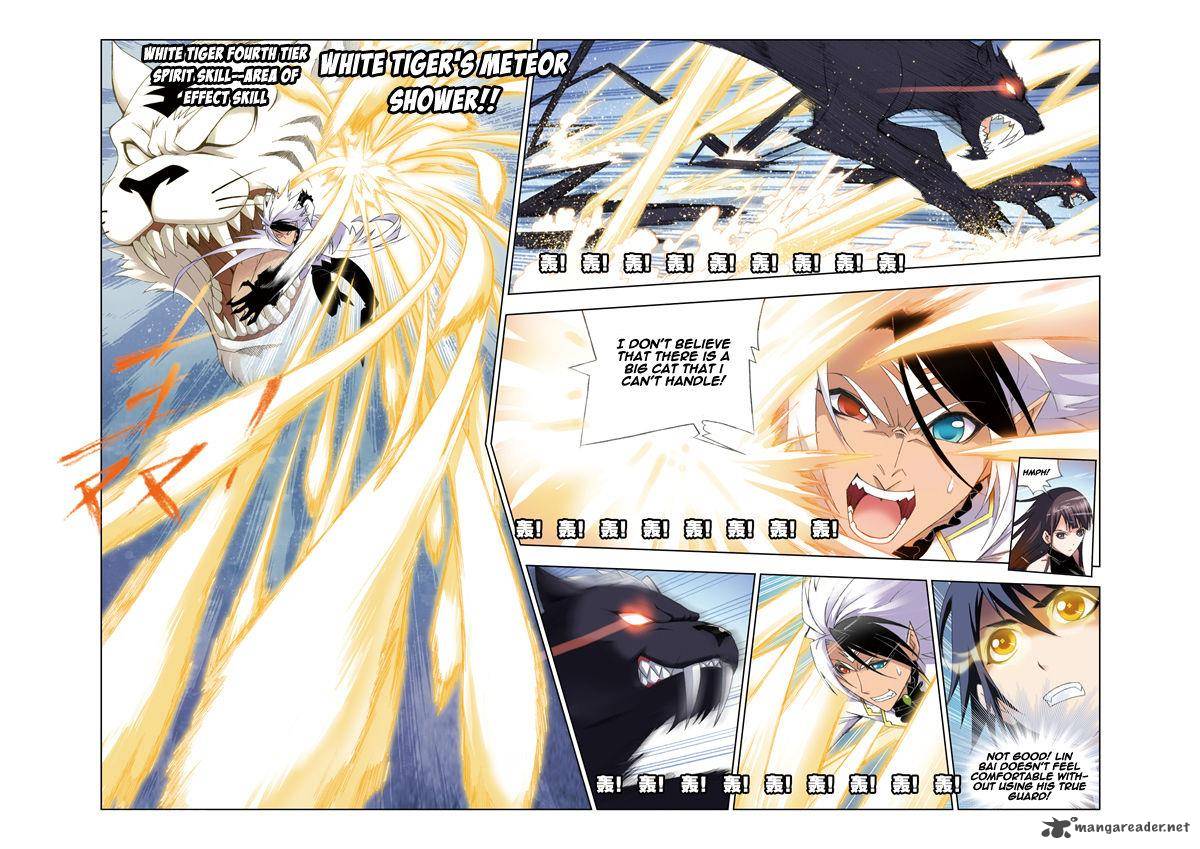 WHITE TIGER FOURTH TIER
SPIRIT SKILL--AREA OF
EFFECT SKILL
WHITE TIGER'S METEOR
SHOWER!!
轰! 轰! 轰! 轰! 轰! 轰! 轰! 轰! 轰!
I DON'T BELIEVE
THAT THERE IS A
BIG CAT THAT I
CAN'T HANDLE!
HMPH!
轰! 轰! 轰! 轰! 轰! 轰! 轰! 轰!
轰! 轰! 轰! 轰! 轰! 轰! 轰! 轰! 轰!
NOT GOOD! LIN
BAI DOESN'T FEEL
COMFORTABLE WITH-
OUT USING HIS TRUE
GUARD!
mangareader.net